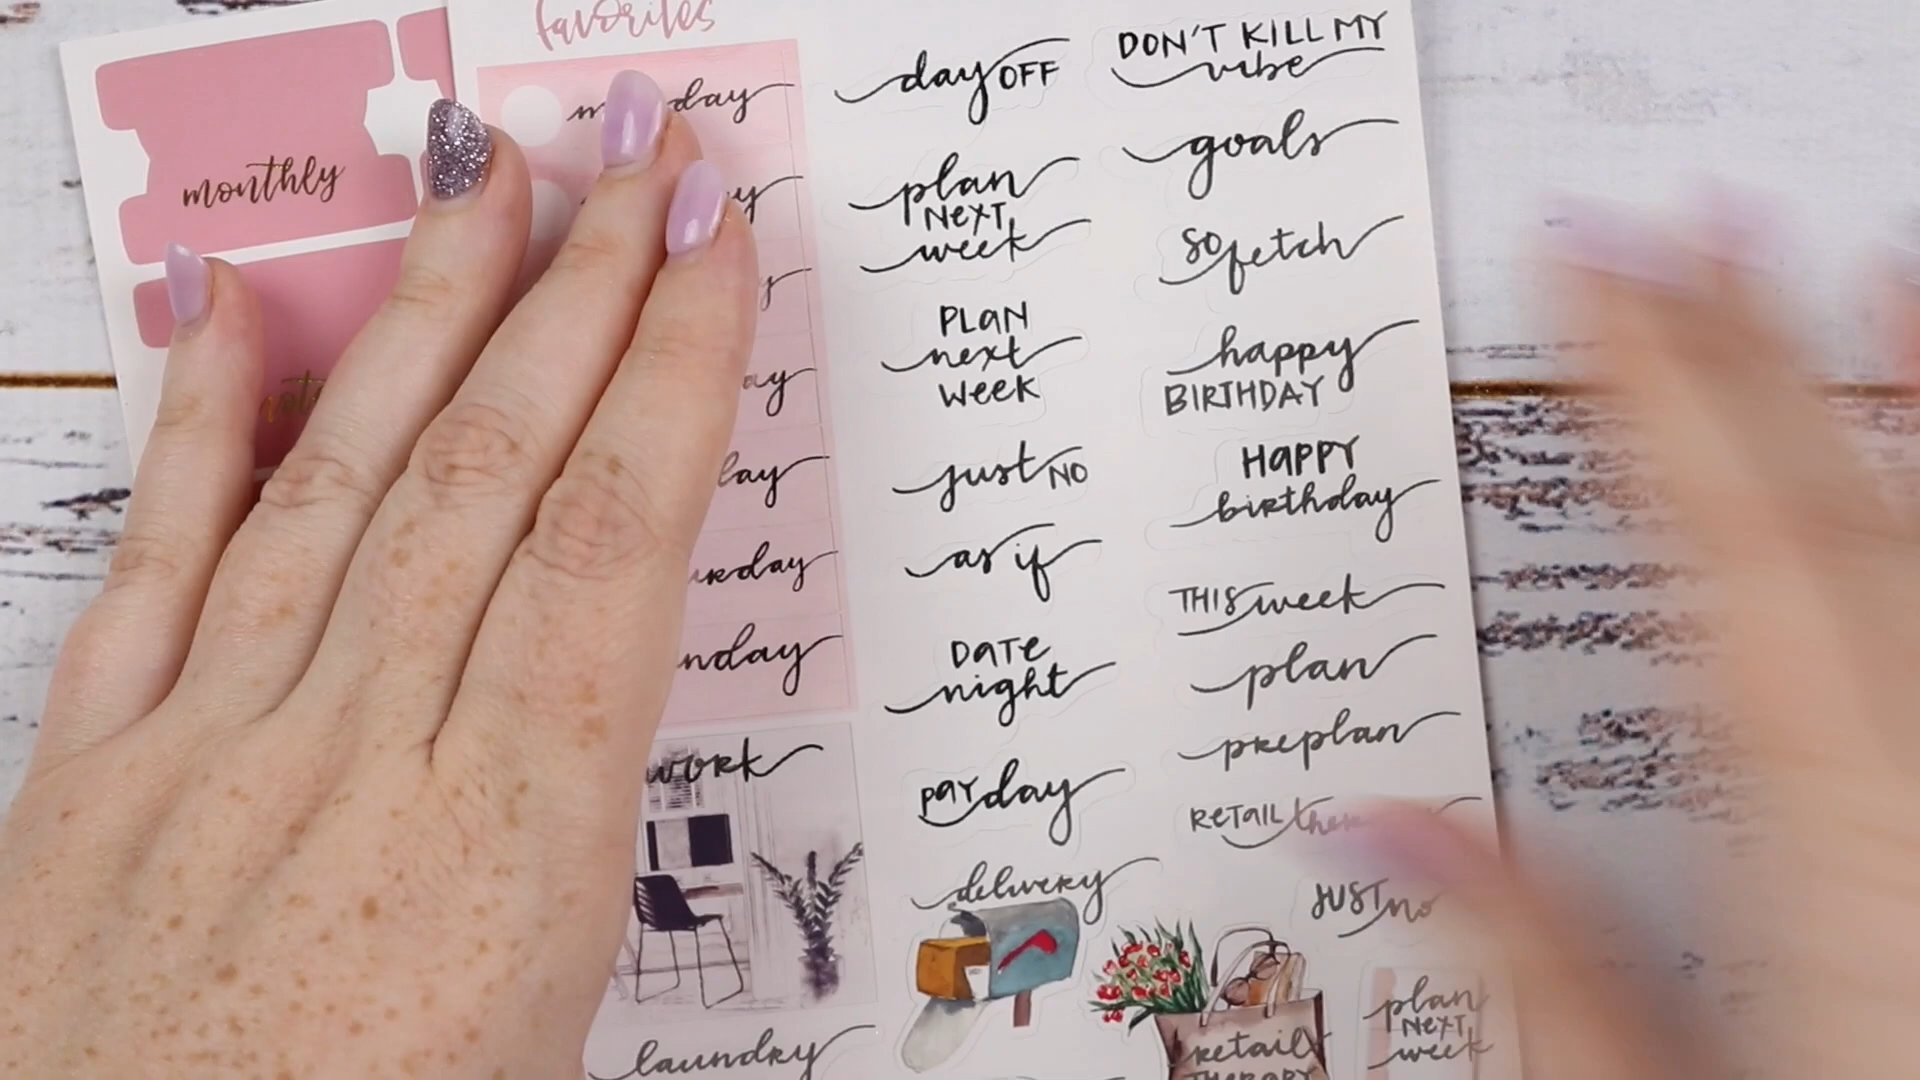 favorites
monthly
day OFF
plan
NexT
week
PLaN
next
week
just NO
as if
DaTe
night
Payday
delivery
DON'T KILL MY
vibe
goals
so fetch
happy
BIRTHDAY
HAPPY
birthday
THIS week
plan
preplan
ReTaIL
JUST no
plan
NexT
week
retail
THERAPY
work
laundry